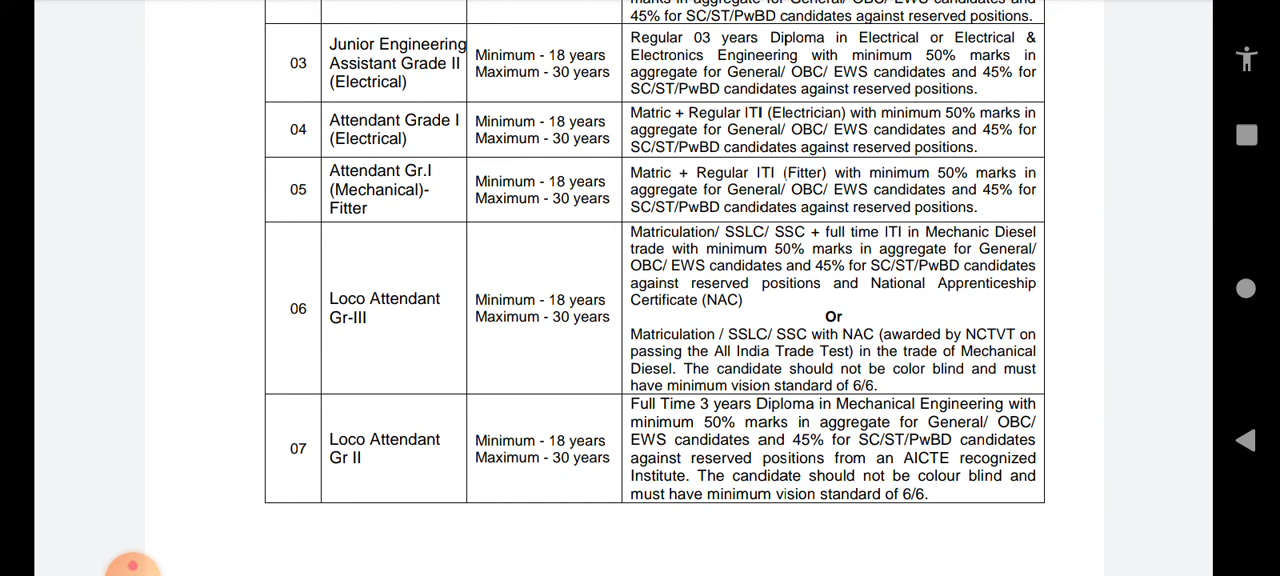 marks in aggregate for General/ OBC/ EWS candidates and
45% for SC/ST/PwBD candidates against reserved positions.
03
Junior Engineering
Assistant Grade II
(Electrical)
Minimum - 18 years
Maximum - 30 years
Regular 03 years Diploma in Electrical or Electrical &
Electronics Engineering with minimum 50% marks in
aggregate for General/ OBC/ EWS candidates and 45% for
SC/ST/PwBD candidates against reserved positions.
04
Attendant Grade I
(Electrical)
Minimum - 18 years
Maximum - 30 years
Matric + Regular ITI (Electrician) with minimum 50% marks in
aggregate for General/ OBC/ EWS candidates and 45% for
SC/ST/PwBD candidates against reserved positions.
05
Attendant Gr.I
(Mechanical)-
Fitter
Minimum - 18 years
Maximum - 30 years
Matric + Regular ITI (Fitter) with minimum 50% marks in
aggregate for General/ OBC/ EWS candidates and 45% for
SC/ST/PwBD candidates against reserved positions.
06
Loco Attendant
Gr-III
Minimum - 18 years
Maximum - 30 years
Matriculation/ SSLC/ SSC + full time ITI in Mechanic Diesel
trade with minimum 50% marks in aggregate for General/
OBC/ EWS candidates and 45% for SC/ST/PwBD candidates
against reserved positions and National Apprenticeship
Certificate (NAC)
Or
Matriculation / SSLC/ SSC with NAC (awarded by NCTVT on
passing the All India Trade Test) in the trade of Mechanical
Diesel. The candidate should not be color blind and must
have minimum vision standard of 6/6.
07
Loco Attendant
Gr II
Minimum - 18 years
Maximum - 30 years
Full Time 3 years Diploma in Mechanical Engineering with
minimum 50% marks in aggregate for General/ OBC/
EWS candidates and 45% for SC/ST/PwBD candidates
against reserved positions from an AICTE recognized
Institute. The candidate should not be colour blind and
must have minimum vision standard of 6/6.